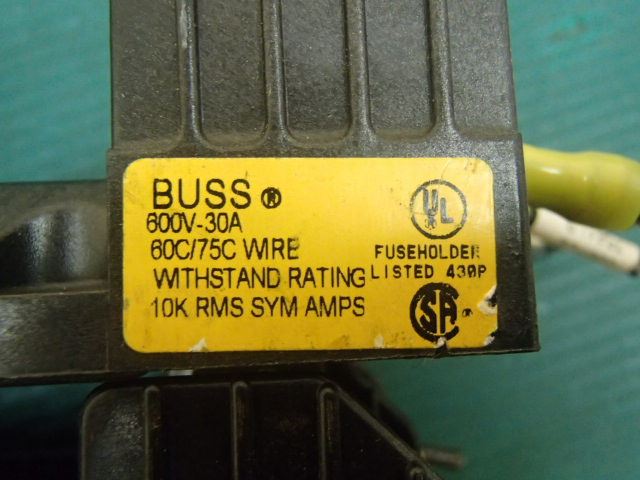 BUSS ®
600V-30A
60C/75C WIRE
WITHSTAND RATING
10K RMS SYM AMPS
UL
FUSEHOLDER
LISTED 430P
SA ®